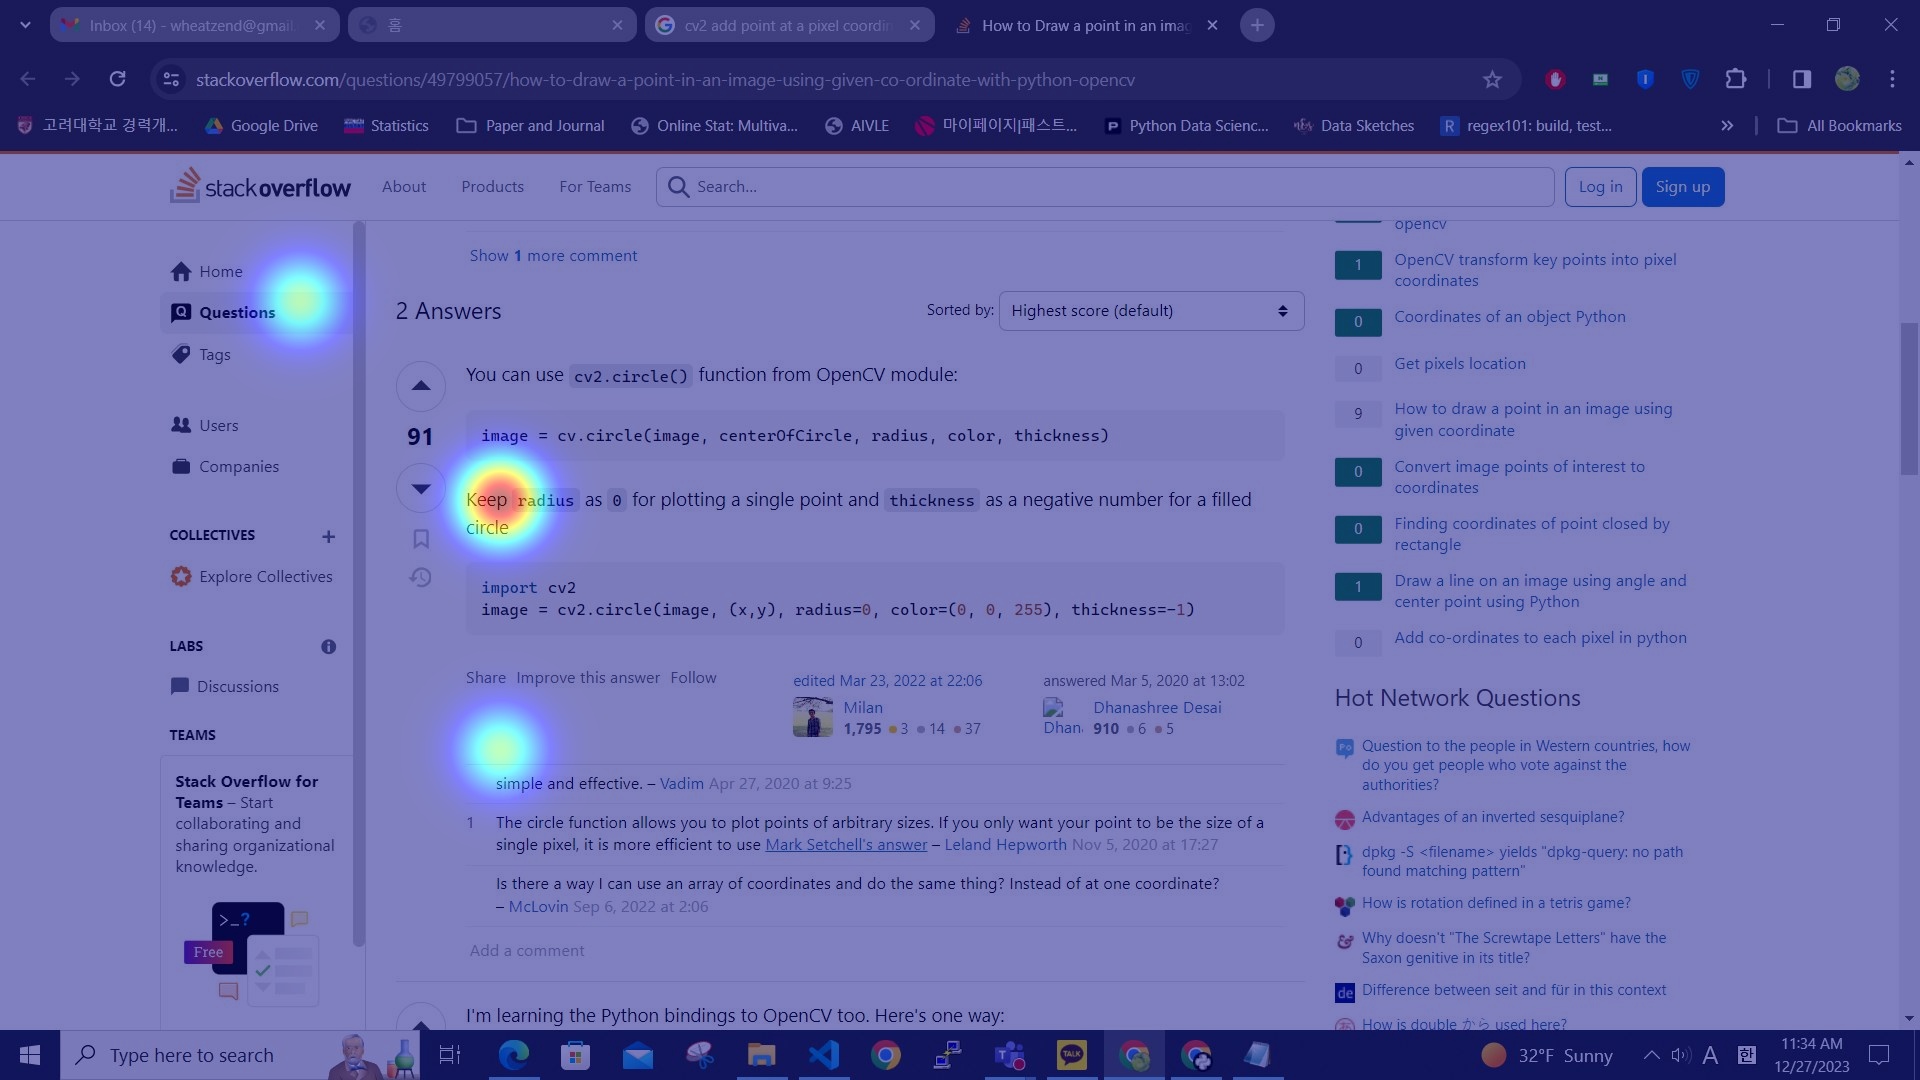 Inbox (14) - wheatzend@gmail.
홈
cv2 add point at a pixel coordin
How to Draw a point in an imag
stackoverflow.com/questions/49799057/how-to-draw-a-point-in-an-image-using-given-co-ordinate-with-python-opencv
고려대학교 경력개... Google Drive Statistics Paper and Journal Online Stat: Multiva... AIVLE 마이페이지|패스트... Python Data Scienc... Data Sketches regex101: build, test... » All Bookmarks
stackoverflow About Products For Teams Search... Log in Sign up
Home
Questions
Tags
Users
Companies
COLLECTIVES +
Explore Collectives
LABS
Discussions
TEAMS
Stack Overflow for
Teams – Start
collaborating and
sharing organizational
knowledge.
>_?
Free
Show 1 more comment
2 Answers
Sorted by: Highest score (default)
91
You can use cv2.circle() function from OpenCV module:
image = cv.circle(image, centerOfCircle, radius, color, thickness)
Keep radius as 0 for plotting a single point and thickness as a negative number for a filled
circle
import cv2
image = cv2.circle(image, (x,y), radius=0, color=(0, 0, 255), thickness=-1)
Share Improve this answer Follow
edited Mar 23, 2022 at 22:06
Milan
1,795 3 14 37
answered Mar 5, 2020 at 13:02
Dhan
Dhanashree Desai
910 6 5
simple and effective. – Vadim Apr 27, 2020 at 9:25
1 The circle function allows you to plot points of arbitrary sizes. If you only want your point to be the size of a
single pixel, it is more efficient to use Mark Setchell's answer – Leland Hepworth Nov 5, 2020 at 17:27
Is there a way I can use an array of coordinates and do the same thing? Instead of at one coordinate?
– McLovin Sep 6, 2022 at 2:06
Add a comment
I'm learning the Python bindings to OpenCV too. Here's one way:
opencv
1 OpenCV transform key points into pixel
coordinates
0 Coordinates of an object Python
0 Get pixels location
9 How to draw a point in an image using
given coordinate
0 Convert image points of interest to
coordinates
0 Finding coordinates of point closed by
rectangle
1 Draw a line on an image using angle and
center point using Python
0 Add co-ordinates to each pixel in python
Hot Network Questions
Question to the people in Western countries, how
do you get people who vote against the
authorities?
Advantages of an inverted sesquiplane?
dpkg -S <filename> yields "dpkg-query: no path
found matching pattern"
How is rotation defined in a tetris game?
Why doesn't "The Screwtape Letters" have the
Saxon genitive in its title?
de Difference between seit and für in this context
How is double から used here?
Type here to search
TALK
32°F Sunny
A 한
11:34 AM
12/27/2023